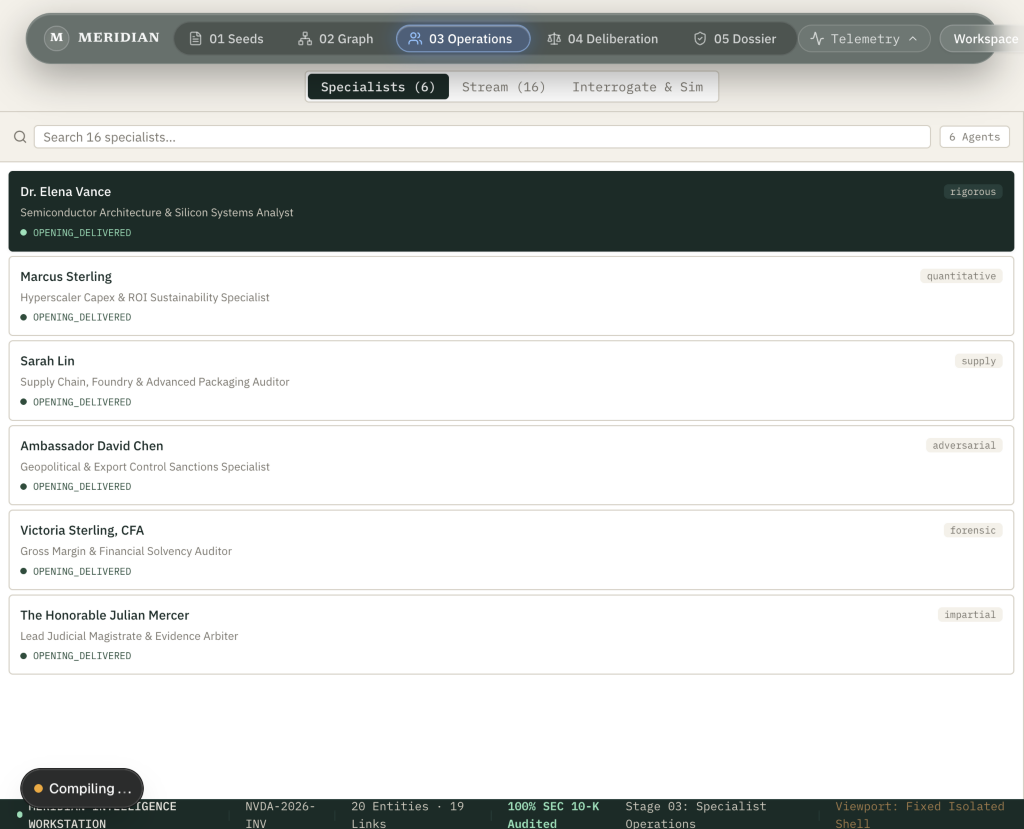 M MERIDIAN 01 Seeds 02 Graph 03 Operations 04 Deliberation 05 Dossier Telemetry Workspace
Specialists (6) Stream (16) Interrogate & Sim
Search 16 specialists... 6 Agents
Dr. Elena Vance rigorous
Semiconductor Architecture & Silicon Systems Analyst
OPENING_DELIVERED
Marcus Sterling quantitative
Hyperscaler Capex & ROI Sustainability Specialist
OPENING_DELIVERED
Sarah Lin supply
Supply Chain, Foundry & Advanced Packaging Auditor
OPENING_DELIVERED
Ambassador David Chen adversarial
Geopolitical & Export Control Sanctions Specialist
OPENING_DELIVERED
Victoria Sterling, CFA forensic
Gross Margin & Financial Solvency Auditor
OPENING_DELIVERED
The Honorable Julian Mercer impartial
Lead Judicial Magistrate & Evidence Arbiter
OPENING_DELIVERED
Compiling ...
MERIDIAN INTELLIGENCE NVDA-2026- 20 Entities · 19 100% SEC 10-K Stage 03: Specialist Viewport: Fixed Isolated
WORKSTATION INV Links Audited Operations Shell